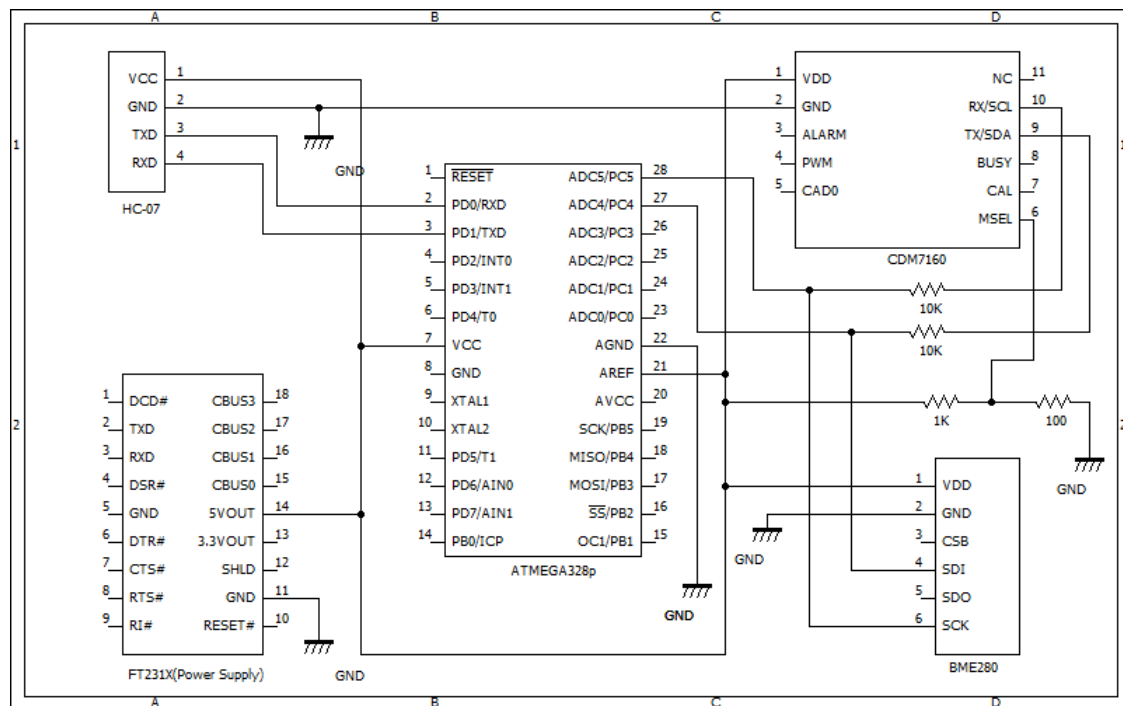 A B C D
1
2
1
2
A B C D
VCC 1
GND 2
TXD 3
RXD 4
HC-07
GND
1 VDD
2 GND
3 ALARM
4 PWM
5 CAD0
NC 11
RX/SCL 10
TX/SDA 9
BUSY 8
CAL 7
MSEL 6
CDM7160
1 RESET
2 PD0/RXD
3 PD1/TXD
4 PD2/INT0
5 PD3/INT1
6 PD4/T0
7 VCC
8 GND
9 XTAL1
10 XTAL2
11 PD5/T1
12 PD6/AIN0
13 PD7/AIN1
14 PB0/ICP
ADC5/PC5 28
ADC4/PC4 27
ADC3/PC3 26
ADC2/PC2 25
ADC1/PC1 24
ADC0/PC0 23
AGND 22
AREF 21
AVCC 20
SCK/PB5 19
MISO/PB4 18
MOSI/PB3 17
SS/PB2 16
OC1/PB1 15
ATMEGA328p
GND
10K
10K
1K
100
GND
1 DCD#
2 TXD
3 RXD
4 DSR#
5 GND
6 DTR#
7 CTS#
8 RTS#
9 RI#
CBUS3 18
CBUS2 17
CBUS1 16
CBUS0 15
5VOUT 14
3.3VOUT 13
SHLD 12
GND 11
RESET# 10
FT231X(Power Supply)
GND
1 VDD
2 GND
3 CSB
4 SDI
5 SDO
6 SCK
BME280
GND